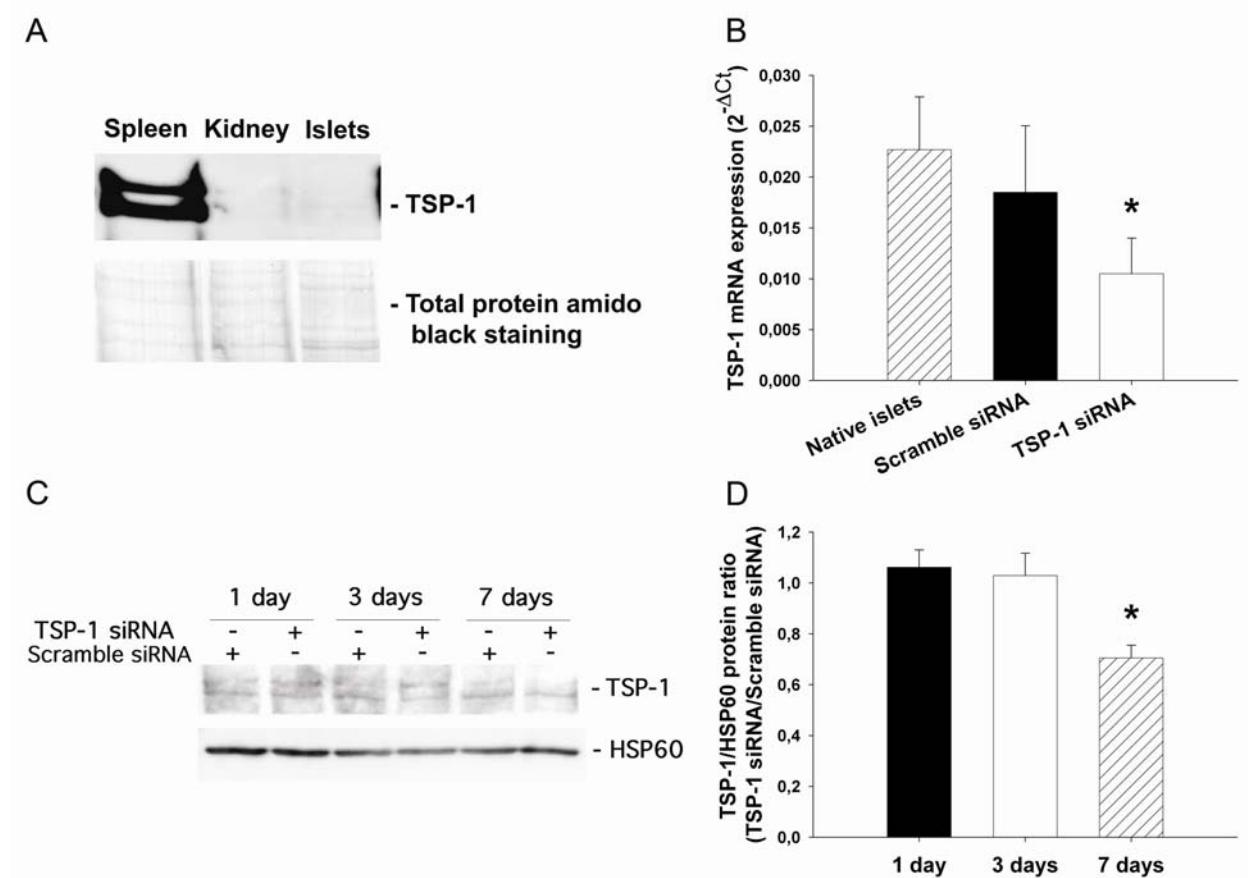 A
Spleen Kidney Islets
- TSP-1
- Total protein amido
black staining
B
TSP-1 mRNA expression (2^-ΔCt)
0,030
0,025
0,020
0,015
0,010
0,005
0,000
*
Native islets
Scramble siRNA
TSP-1 siRNA
C
1 day 3 days 7 days
TSP-1 siRNA - + - + - +
Scramble siRNA + - + - + -
- TSP-1
- HSP60
D
TSP-1/HSP60 protein ratio
(TSP-1 siRNA/Scramble siRNA)
1,2
1,0
0,8
0,6
0,4
0,2
0,0
*
1 day 3 days 7 days